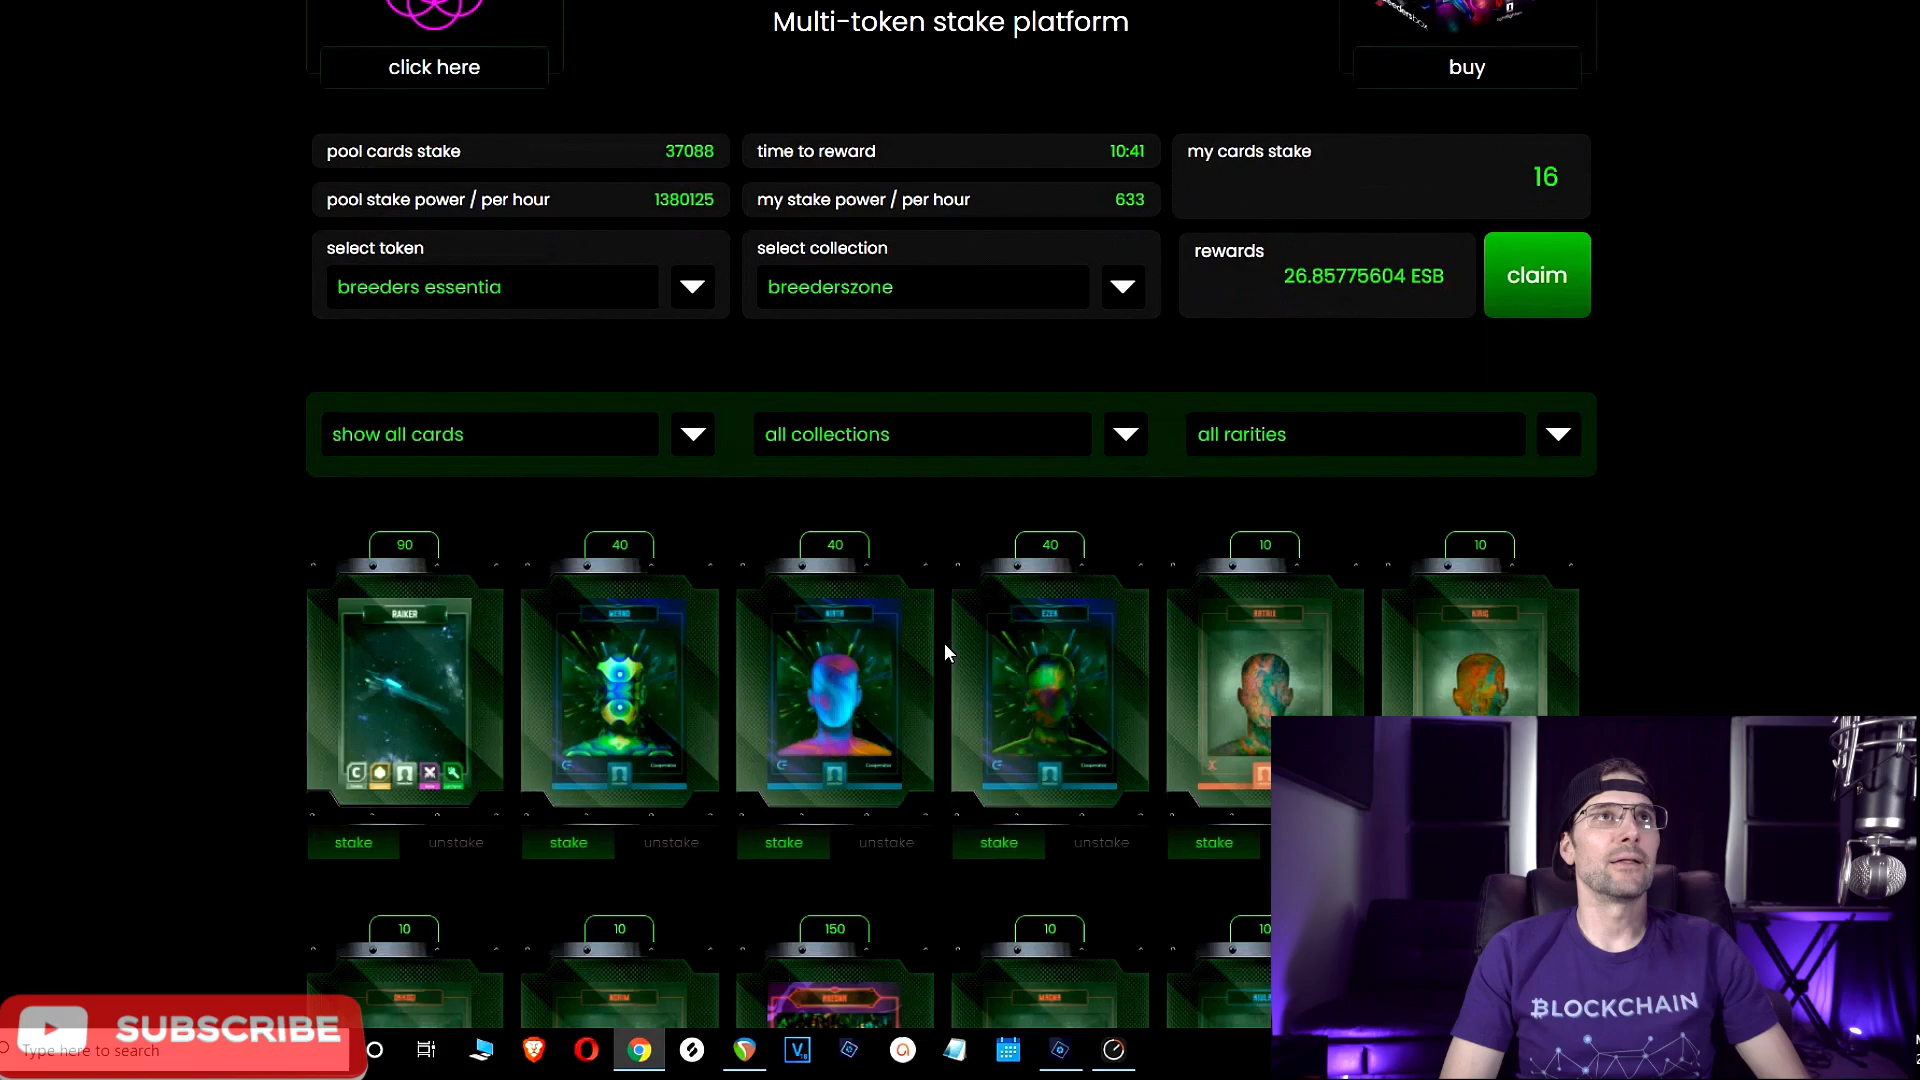 Multi-token stake platform
click here
buy
pool cards stake 37088
time to reward 10:41
my cards stake
16
pool stake power / per hour 1380125
my stake power / per hour 633
select token
select collection
rewards
26.85775604 ESB
claim
breeders essentia
breederszone
show all cards
all collections
all rarities
90 40 40 40 10 10
RAIKER
stake unstake stake unstake stake unstake stake unstake stake
10 10 150 10 10
SUBSCRIBE
Type here to search
BLOCKCHAIN